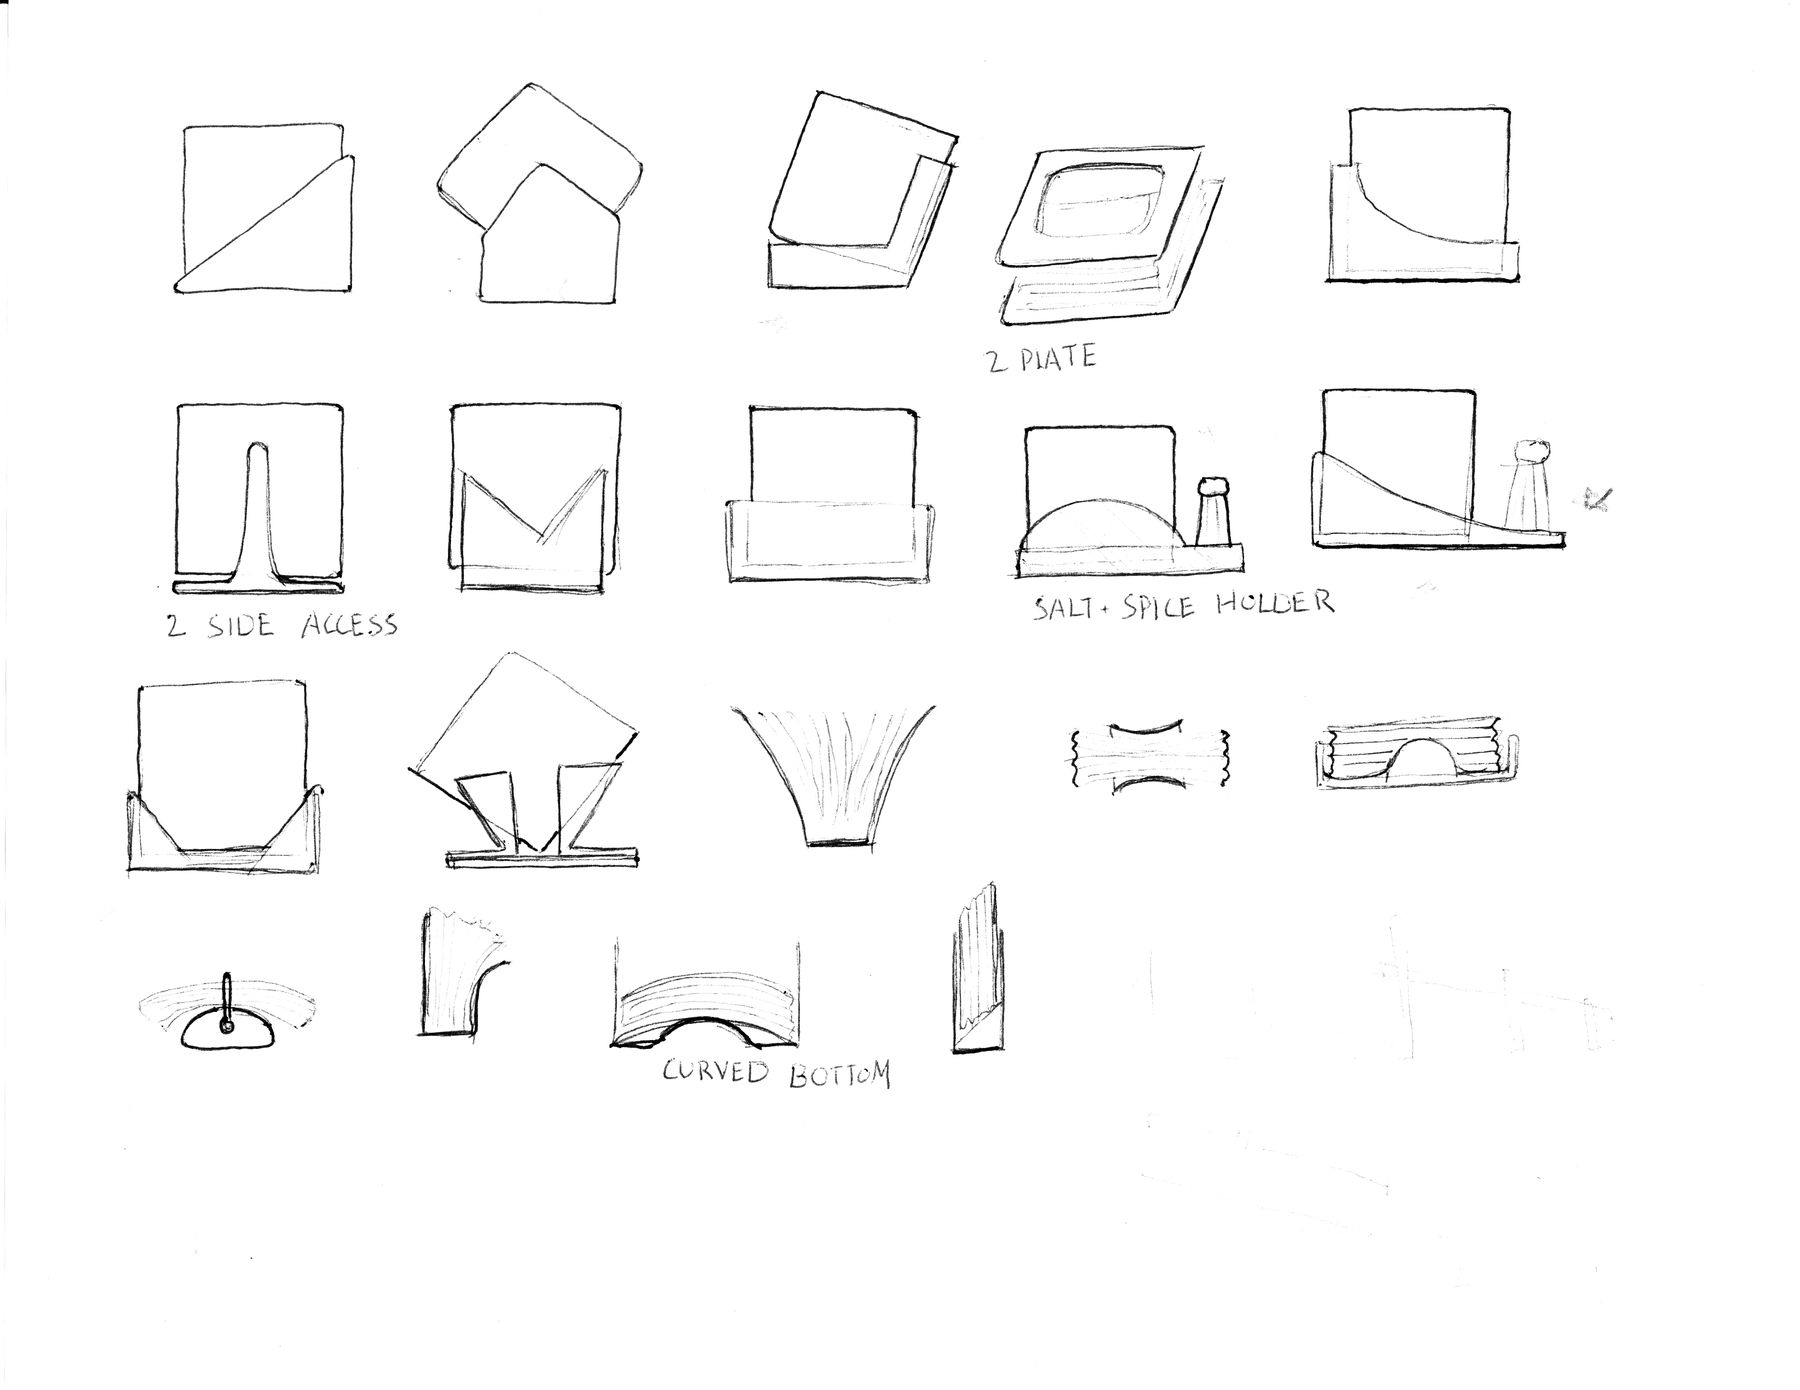 2 PLATE
2 SIDE ACCESS
SALT + SPICE HOLDER
CURVED BOTTOM